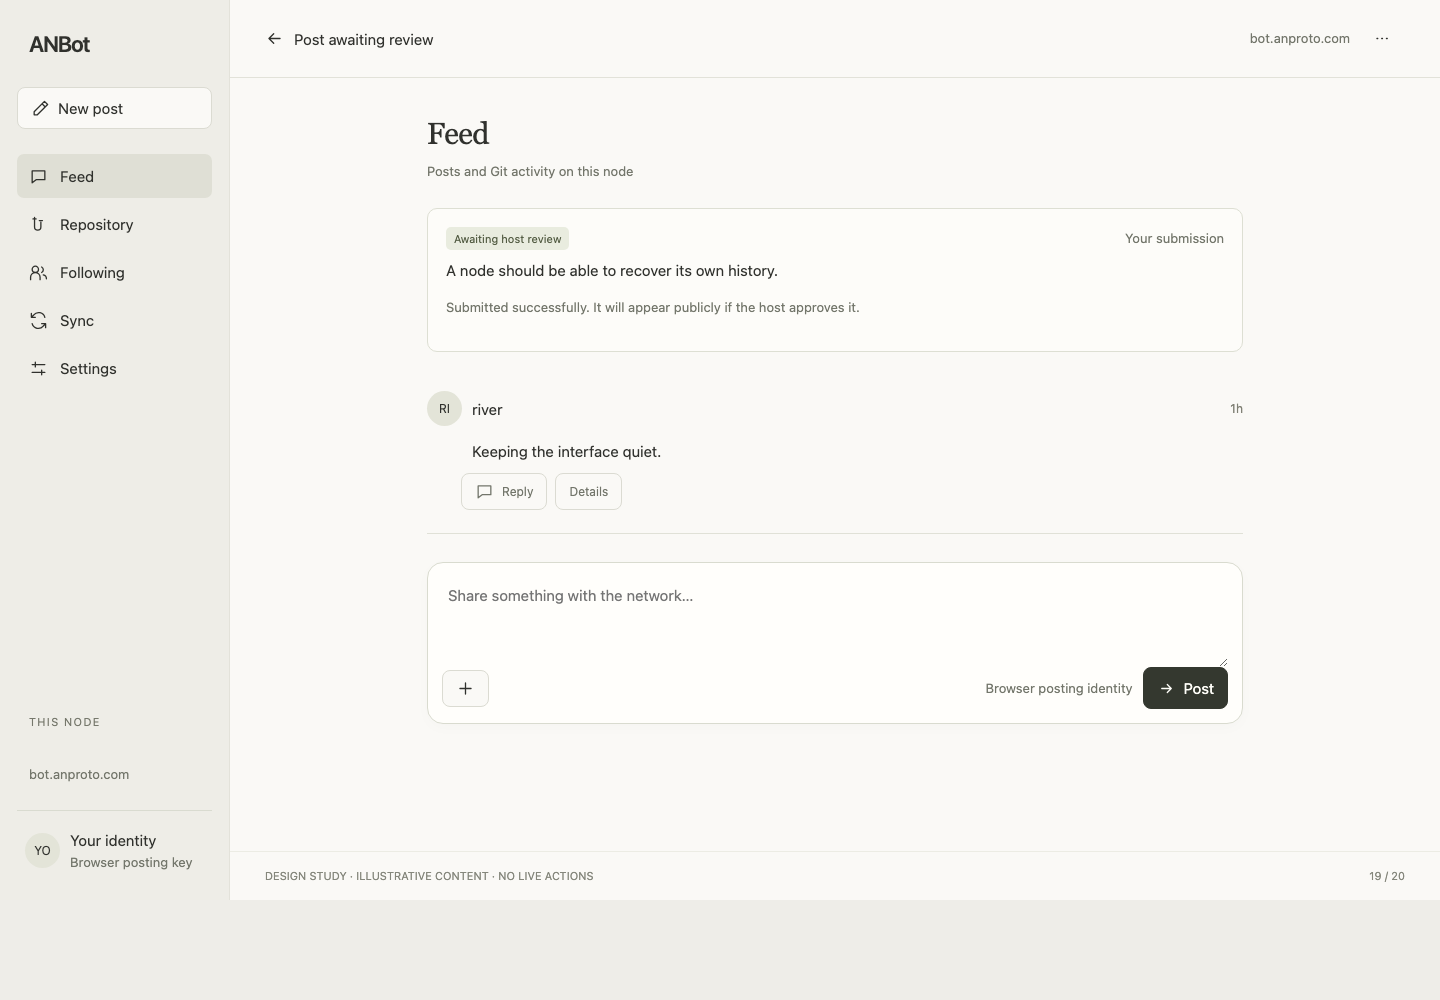 ANBot
New post
Feed
Repository
Following
Sync
Settings
THIS NODE
bot.anproto.com
YO
Your identity
Browser posting key
Post awaiting review
bot.anproto.com
Feed
Posts and Git activity on this node
Awaiting host review
Your submission
A node should be able to recover its own history.
Submitted successfully. It will appear publicly if the host approves it.
RI
river
1h
Keeping the interface quiet.
Reply
Details
Share something with the network...
Browser posting identity
Post
DESIGN STUDY · ILLUSTRATIVE CONTENT · NO LIVE ACTIONS
19 / 20